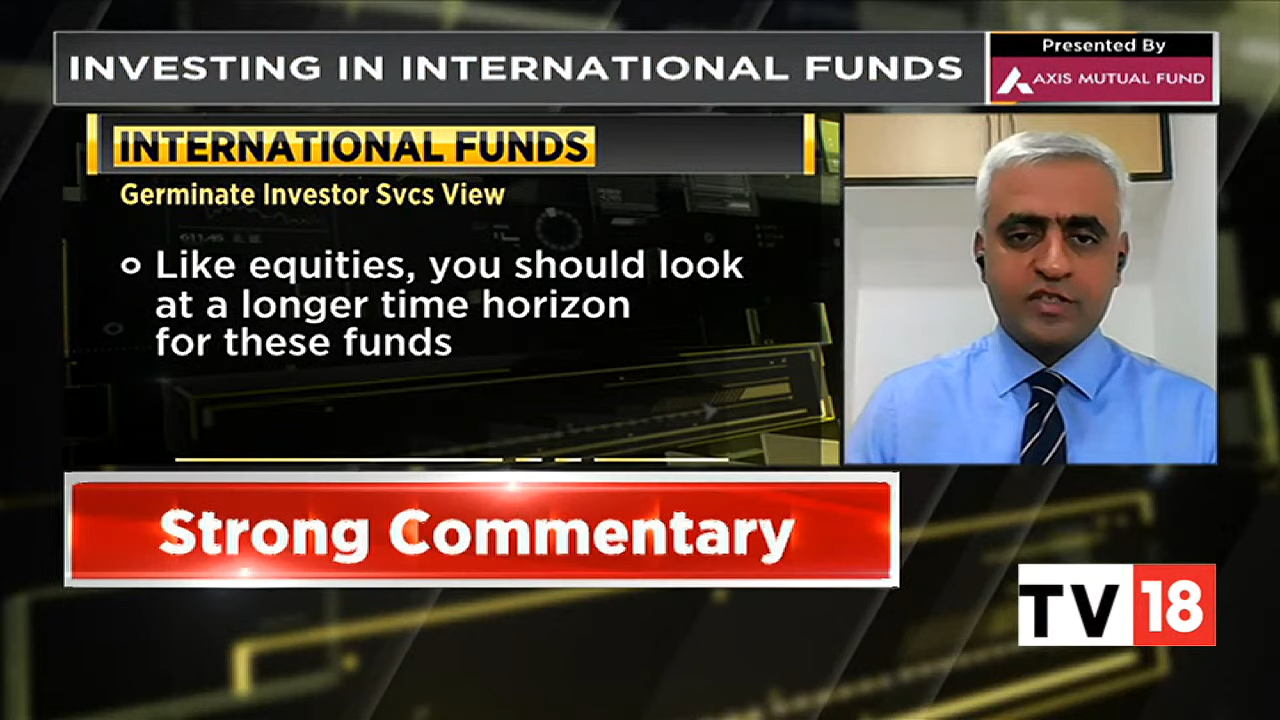 INVESTING IN INTERNATIONAL FUNDS
Presented By
AXIS MUTUAL FUND
INTERNATIONAL FUNDS
Germinate Investor Svcs View
Like equities, you should look
at a longer time horizon
for these funds
Strong Commentary
TV18